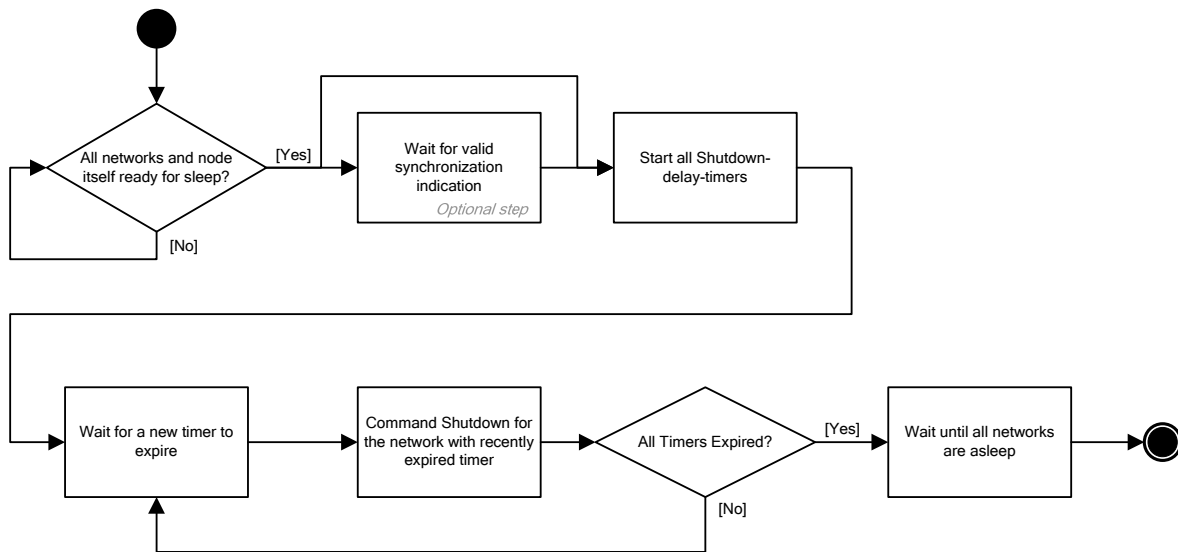 All networks and node
itself ready for sleep?
[Yes]
[No]
Wait for valid
synchronization
indication
Optional step
Start all Shutdown-
delay-timers
Wait for a new timer to
expire
Command Shutdown for
the network with recently
expired timer
All Timers Expired?
[Yes]
[No]
Wait until all networks
are asleep